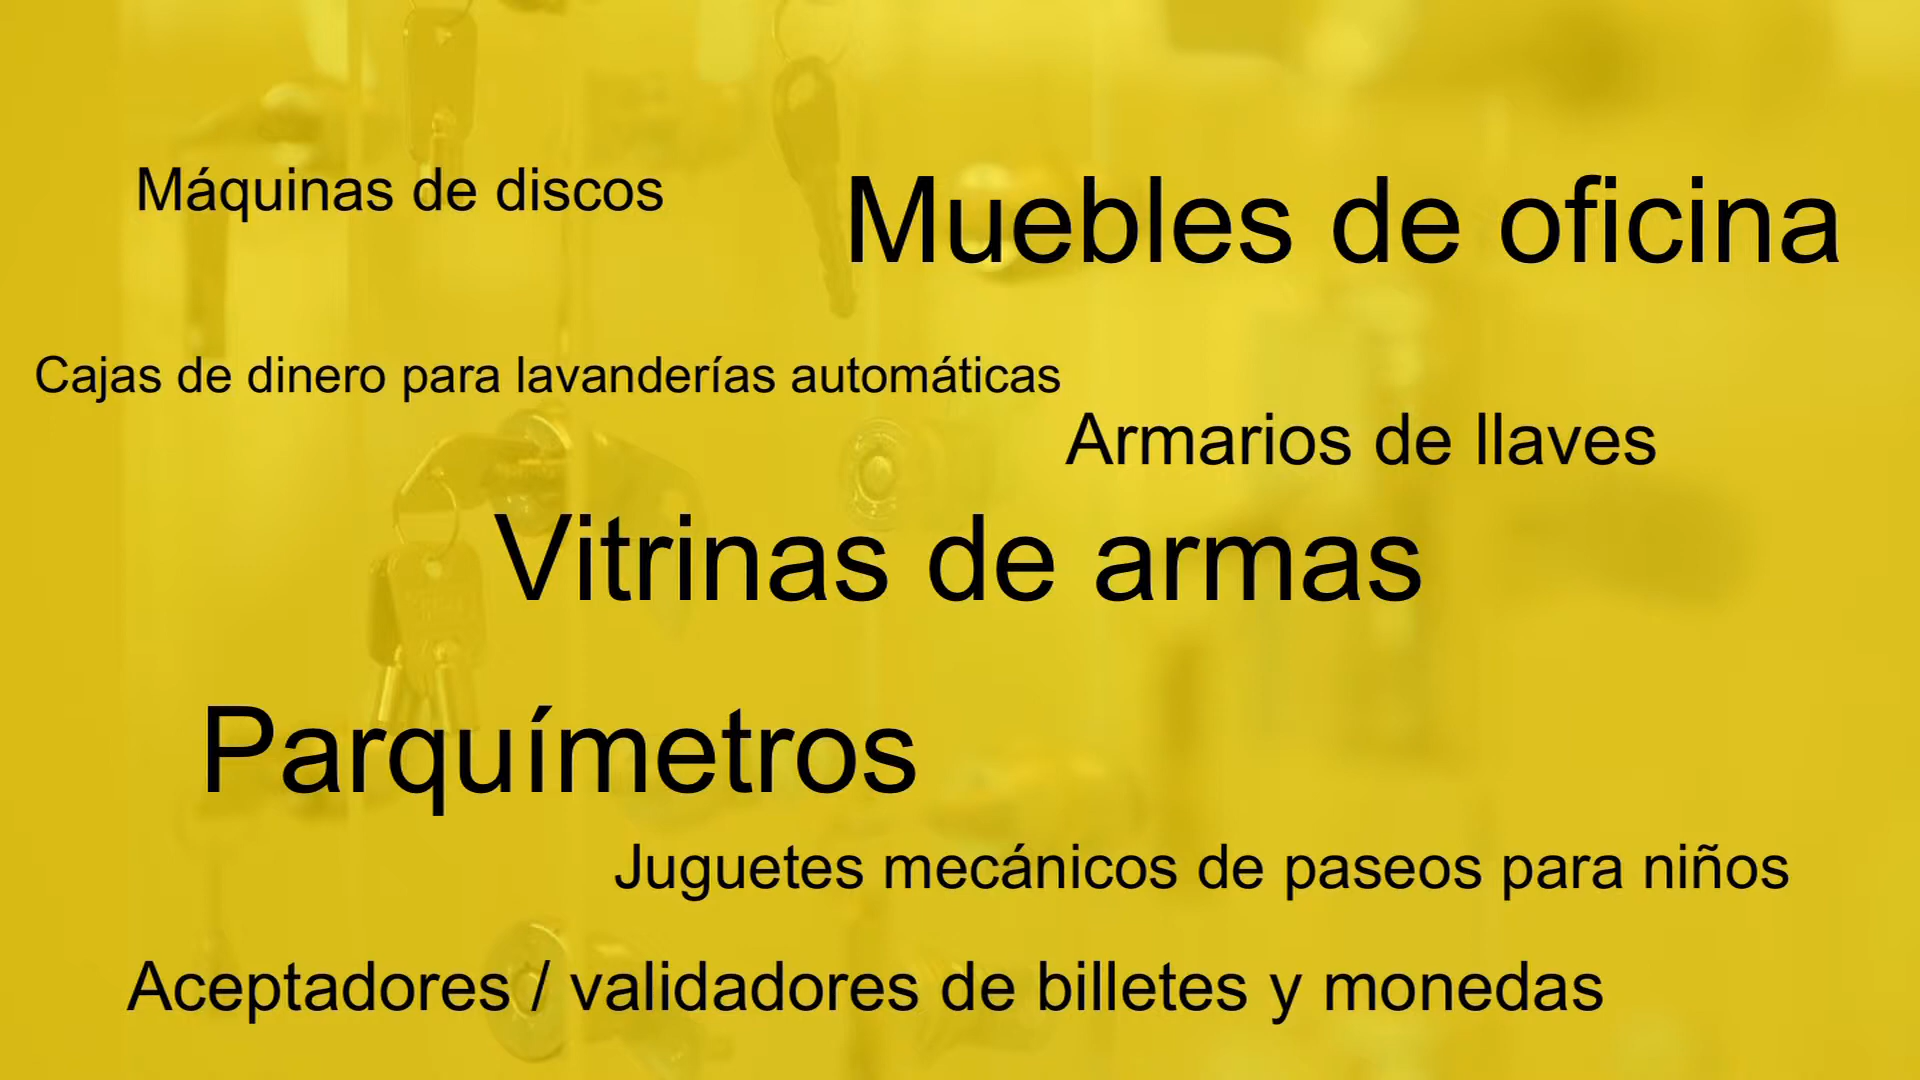 Máquinas de discos
Muebles de oficina
Cajas de dinero para lavanderías automáticas
Armarios de llaves
Vitrinas de armas
Parquímetros
Juguetes mecánicos de paseos para niños
Aceptadores / validadores de billetes y monedas